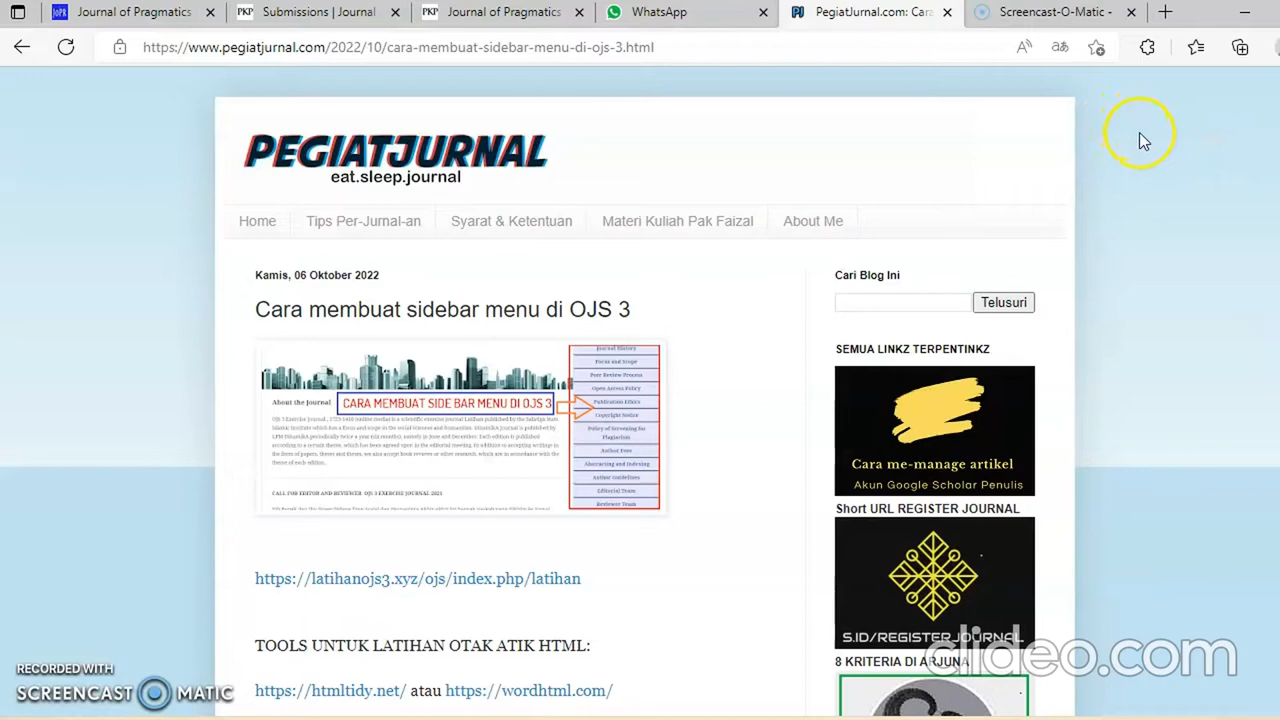 Journal of Pragmatics
Submissions | Journal
Journal of Pragmatics
WhatsApp
PegiatJurnal.com: Cara
Screencast-O-Matic -
https://www.pegiatjurnal.com/2022/10/cara-membuat-sidebar-menu-di-ojs-3.html
PEGIATJURNAL
eat.sleep.journal
Home
Tips Per-Jurnal-an
Syarat & Ketentuan
Materi Kuliah Pak Faizal
About Me
Kamis, 06 Oktober 2022
Cara membuat sidebar menu di OJS 3
About the Journal
CARA MEMBUAT SIDE BAR MENU DI OJS 3
CALL FOR EDITOR AND REVIEWER OJS 3 EXERCISE JOURNAL 2021
Journal History
Focus and Scope
Peer Review Process
Open Access Policy
Publication Ethics
Copyright Notice
Policy of Screening for
Plagiarism
Author Fees
Abstracting and Indexing
Author Guidelines
Editorial Team
Reviewer Team
https://latihanojs3.xyz/ojs/index.php/latihan
TOOLS UNTUK LATIHAN OTAK ATIK HTML:
https://htmltidy.net/ atau https://wordhtml.com/
Cari Blog Ini
Telusuri
SEMUA LINKZ TERPENTINKZ
Cara me-manage artikel
Akun Google Scholar Penulis
Short URL REGISTER JOURNAL
S.ID/REGISTERJOURNAL
8 KRITERIA DI ARJUNA
clideo.com
RECORDED WITH
SCREENCAST MATIC